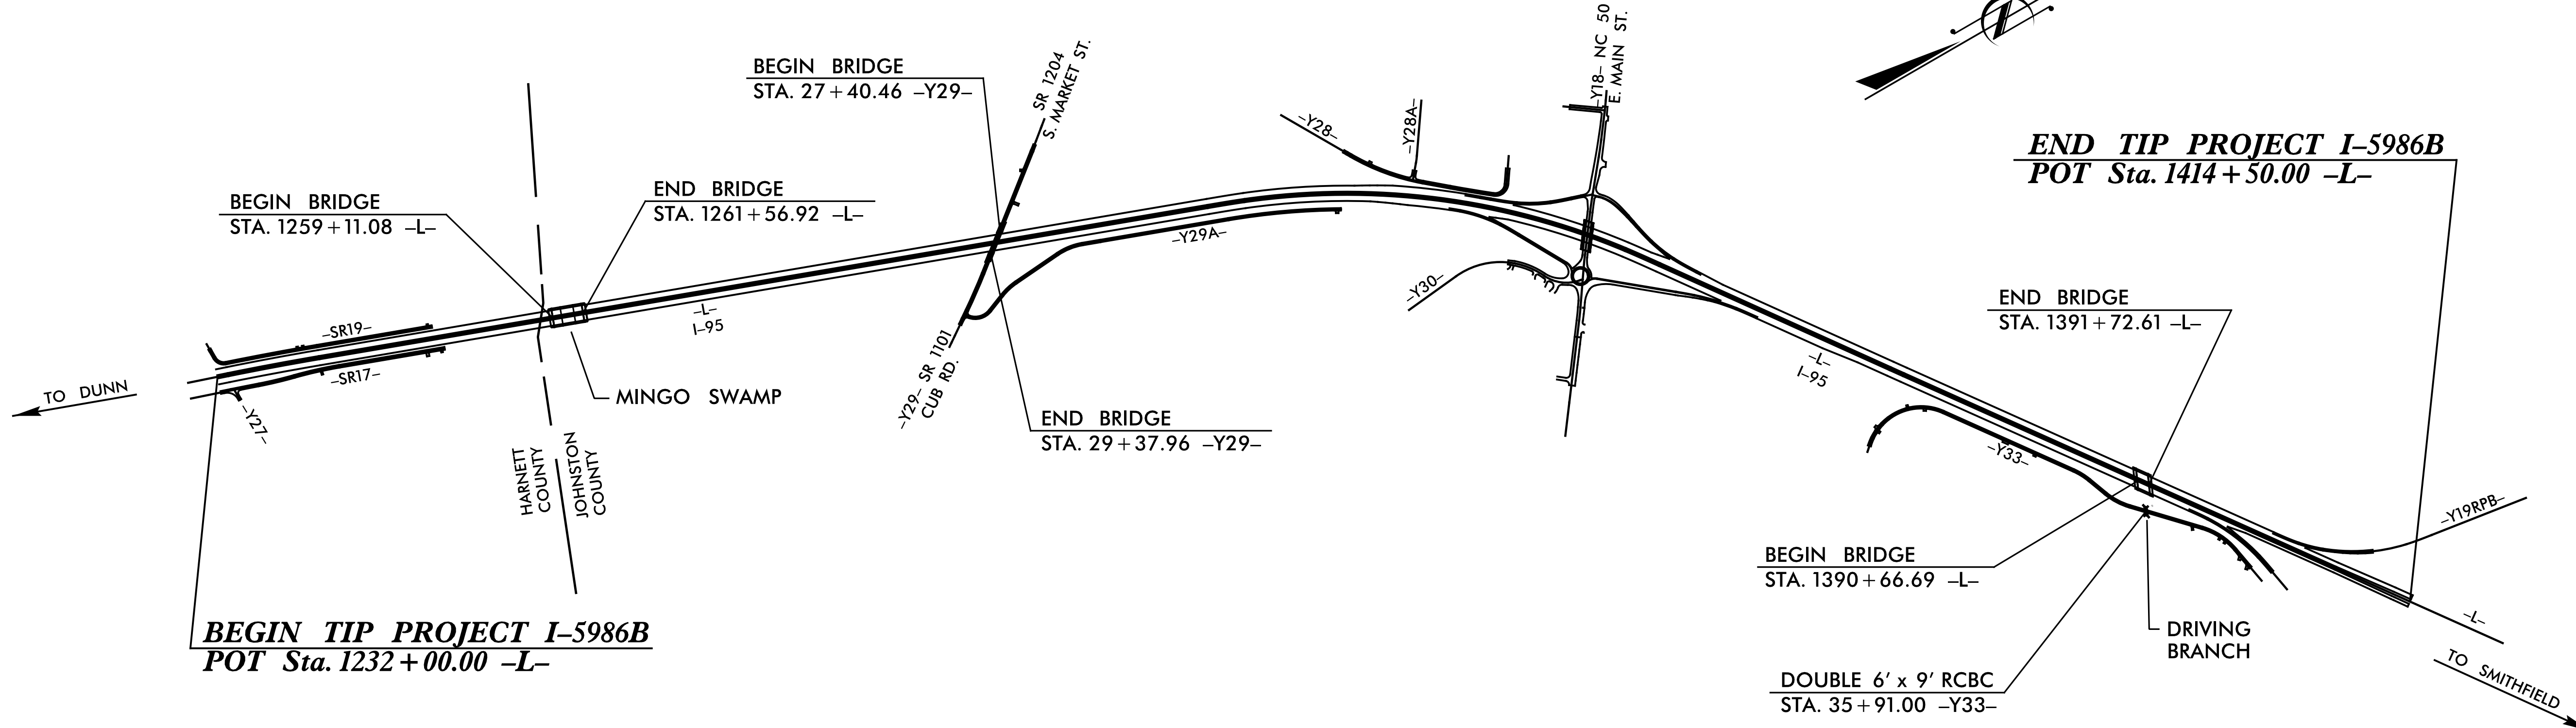 BEGIN BRIDGE
STA. 27+40.46 –Y29–
SR 1204
S. MARKET ST.
–Y28–
–Y28A–
–Y18– NC 50
E. MAIN ST.
END TIP PROJECT I–5986B
POT Sta. 1414+50.00 –L–
BEGIN BRIDGE
STA. 1259+11.08 –L–
END BRIDGE
STA. 1261+56.92 –L–
–Y29A–
–Y30–
–SR19–
–SR17–
–L–
I–95
TO DUNN
–Y27–
MINGO SWAMP
–Y29– SR 1101
CUB RD.
END BRIDGE
STA. 29+37.96 –Y29–
–L–
I–95
END BRIDGE
STA. 1391+72.61 –L–
–Y33–
HARNETT
COUNTY
JOHNSTON
COUNTY
–Y19RPB–
BEGIN BRIDGE
STA. 1390+66.69 –L–
BEGIN TIP PROJECT I–5986B
POT Sta. 1232+00.00 –L–
DRIVING
BRANCH
–L–
TO SMITHFIELD
DOUBLE 6' x 9' RCBC
STA. 35+91.00 –Y33–